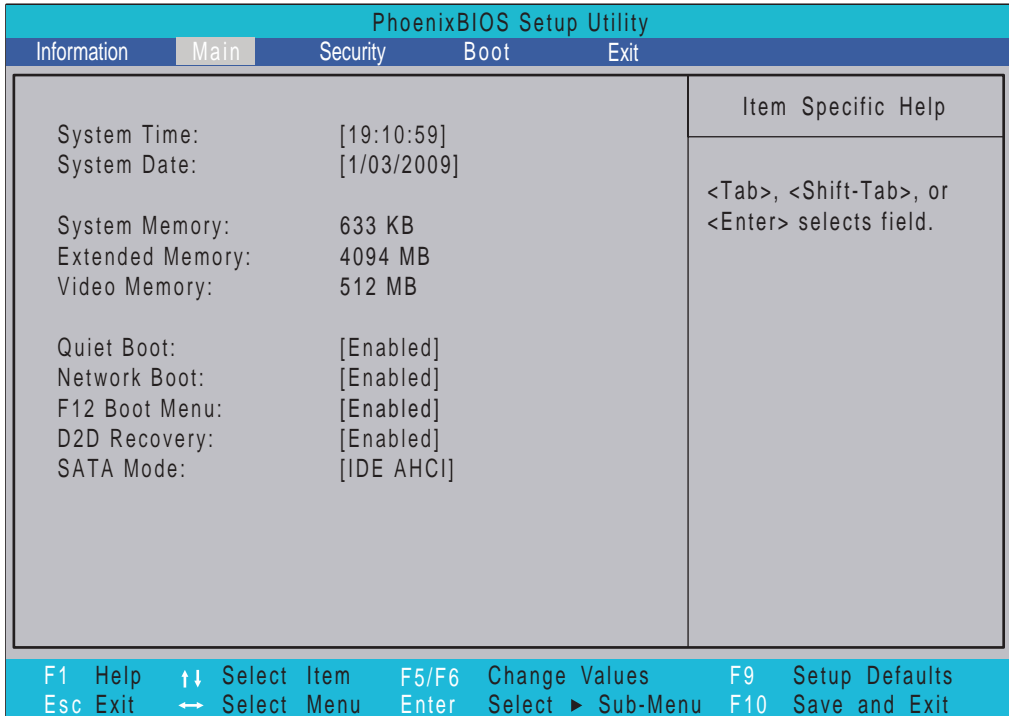 PhoenixBIOS Setup Utility
Information Main Security Boot Exit
Item Specific Help
System Time: [19:10:59]
System Date: [1/03/2009]
<Tab>, <Shift-Tab>, or
<Enter> selects field.
System Memory: 633 KB
Extended Memory: 4094 MB
Video Memory: 512 MB
Quiet Boot: [Enabled]
Network Boot: [Enabled]
F12 Boot Menu: [Enabled]
D2D Recovery: [Enabled]
SATA Mode: [IDE AHCI]
F1 Help ↑↓ Select Item F5/F6 Change Values F9 Setup Defaults
Esc Exit ↔ Select Menu Enter Select ▶ Sub-Menu F10 Save and Exit